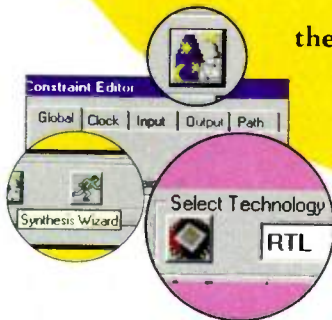 the
Constraint Editor
Global Clock Input Output Path
Synthesis Wizard
Select Technology
RTL